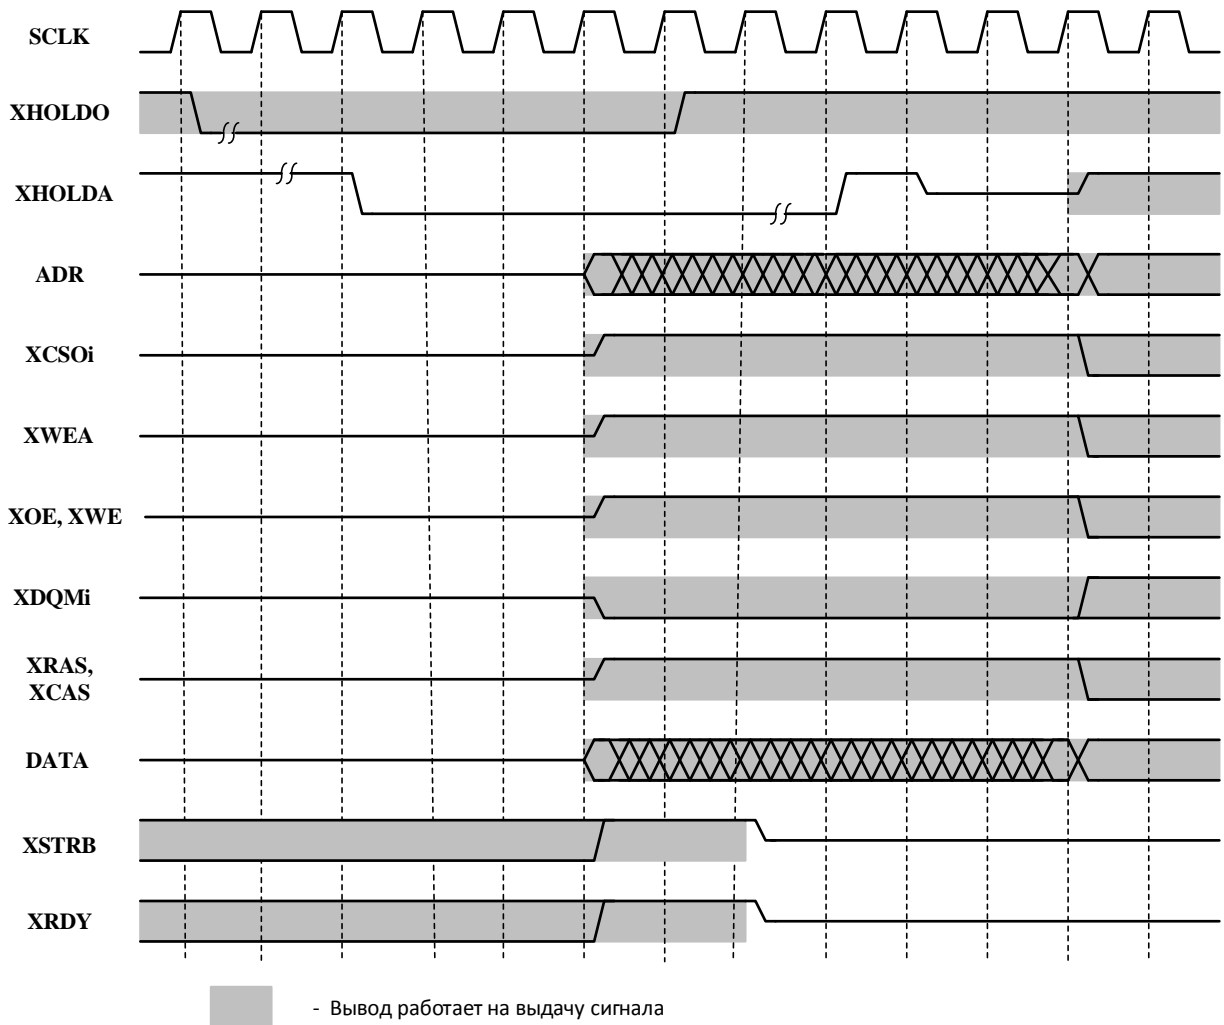 SCLK
XHOLDO
XHOLDA
ADR
XCSOi
XWEA
XOE, XWE
XDQMi
XRAS,
XCAS
DATA
XSTRB
XRDY
- Вывод работает на выдачу сигнала